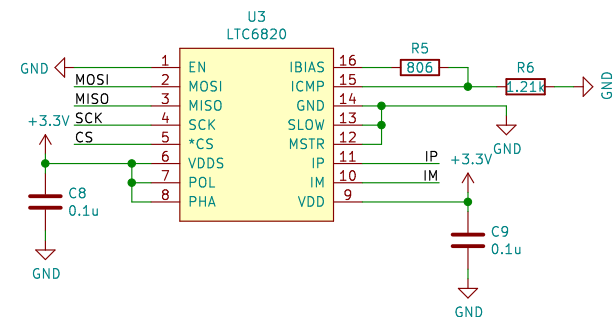 U3
LTC6820
GND 1 EN IBIAS 16 R5 806
MOSI 2 MOSI ICMP 15 R6 1.21k GND
MISO 3 MISO GND 14
SCK 4 SCK SLOW 13 GND
+3.3V
CS 5 *CS MSTR 12
6 VDDS IP 11 IP +3.3V
7 POL IM 10 IM
8 PHA VDD 9
C8
0.1u
GND
C9
0.1u
GND